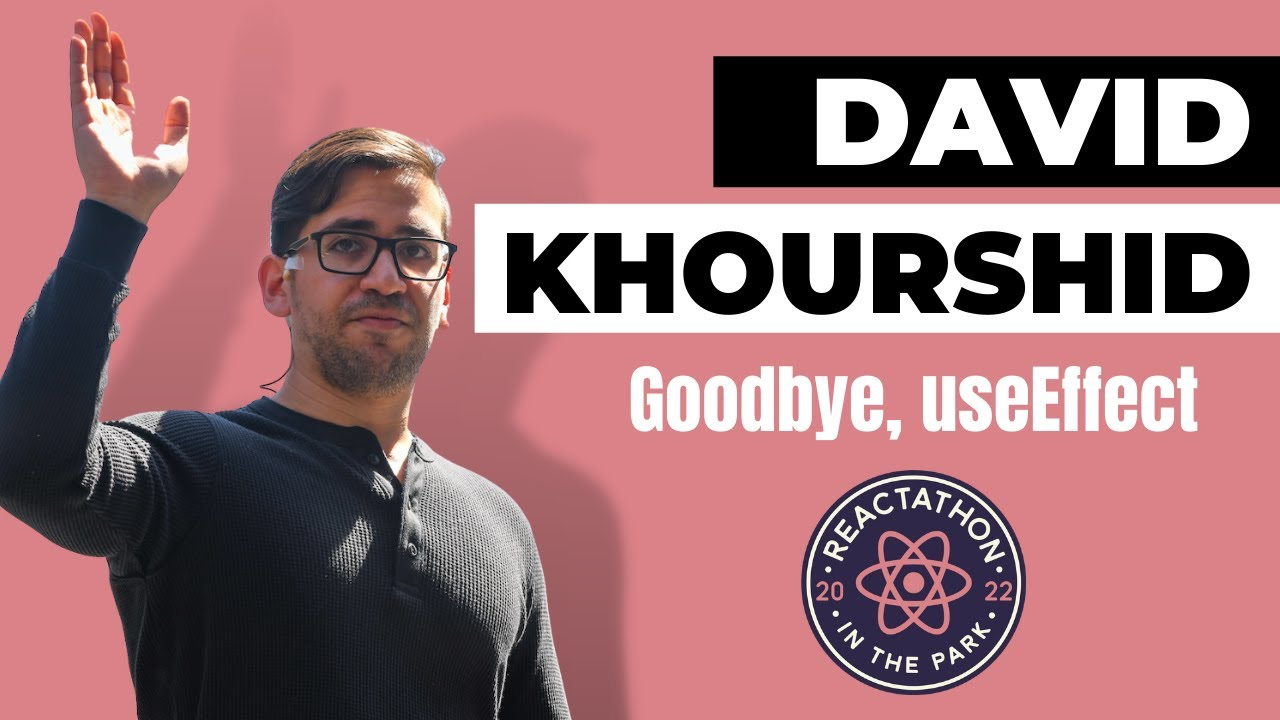 DAVID
KHOURSHID
Goodbye, useEffect
REACTATHON
20 22
IN THE PARK